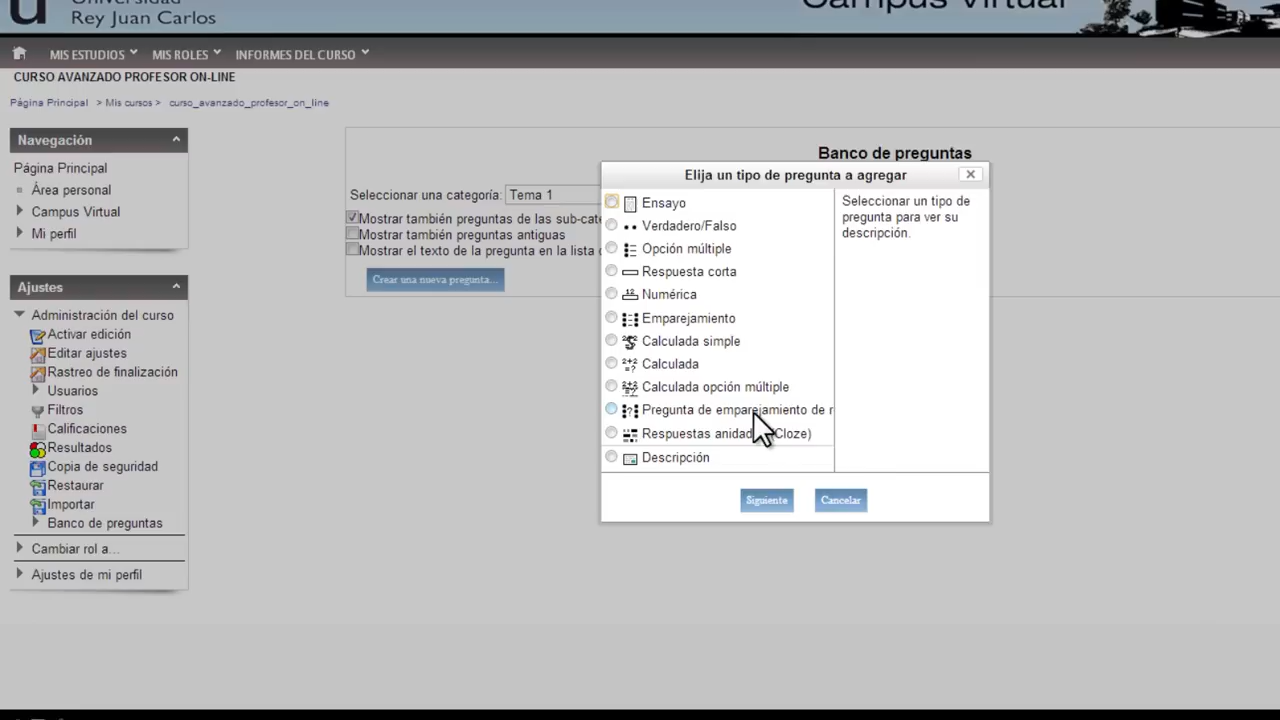 Universidad
Rey Juan Carlos
Campus Virtual
MIS ESTUDIOS
MIS ROLES
INFORMES DEL CURSO
CURSO AVANZADO PROFESOR ON-LINE
Página Principal > Mis cursos > curso_avanzado_profesor_on_line
Navegación
Página Principal
Área personal
Campus Virtual
Mi perfil
Ajustes
Administración del curso
Activar edición
Editar ajustes
Rastreo de finalización
Usuarios
Filtros
Calificaciones
Resultados
Copia de seguridad
Restaurar
Importar
Banco de preguntas
Cambiar rol a...
Ajustes de mi perfil
Banco de preguntas
Seleccionar una categoría: Tema 1
Mostrar también preguntas de las sub-cate
Mostrar también preguntas antiguas
Mostrar el texto de la pregunta en la lista
Crear una nueva pregunta...
Elija un tipo de pregunta a agregar
Ensayo
Verdadero/Falso
Opción múltiple
Respuesta corta
Numérica
Emparejamiento
Calculada simple
Calculada
Calculada opción múltiple
Pregunta de emparejamiento de r
Respuestas anidad (Cloze)
Descripción
Seleccionar un tipo de
pregunta para ver su
descripción.
Siguiente
Cancelar